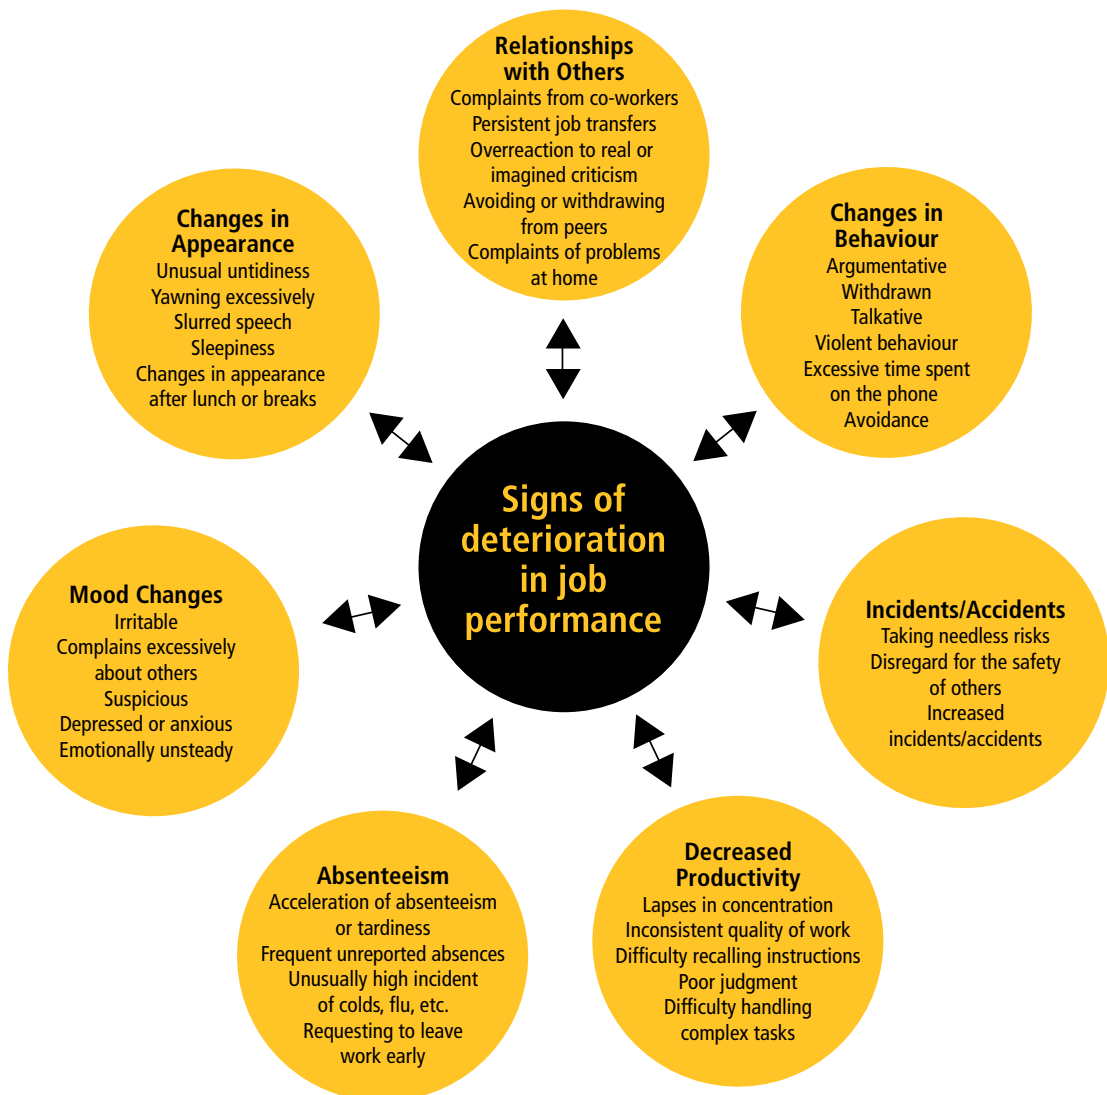 Relationships
with Others
Complaints from co-workers
Persistent job transfers
Overreaction to real or
imagined criticism
Avoiding or withdrawing
from peers
Complaints of problems
at home
Changes in
Behaviour
Argumentative
Withdrawn
Talkative
Violent behaviour
Excessive time spent
on the phone
Avoidance
Incidents/Accidents
Taking needless risks
Disregard for the safety
of others
Increased
incidents/accidents
Decreased
Productivity
Lapses in concentration
Inconsistent quality of work
Difficulty recalling instructions
Poor judgment
Difficulty handling
complex tasks
Absenteeism
Acceleration of absenteeism
or tardiness
Frequent unreported absences
Unusually high incident
of colds, flu, etc.
Requesting to leave
work early
Mood Changes
Irritable
Complains excessively
about others
Suspicious
Depressed or anxious
Emotionally unsteady
Changes in
Appearance
Unusual untidiness
Yawning excessively
Slurred speech
Sleepiness
Changes in appearance
after lunch or breaks
Signs of
deterioration
in job
performance